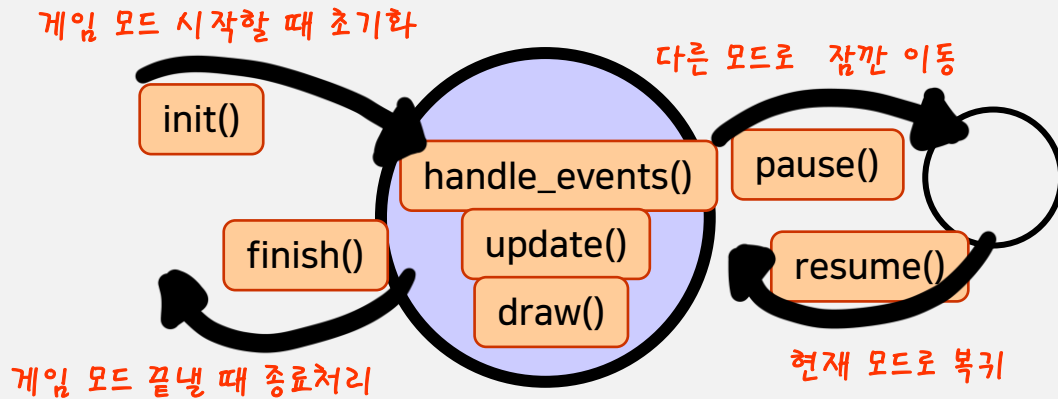 게임 모드 시작할 때 초기화
init()
다른 모드로 잠깐 이동
pause()
handle_events()
update()
draw()
finish()
resume()
게임 모드 끝낼 때 종료처리
현재 모드로 복귀